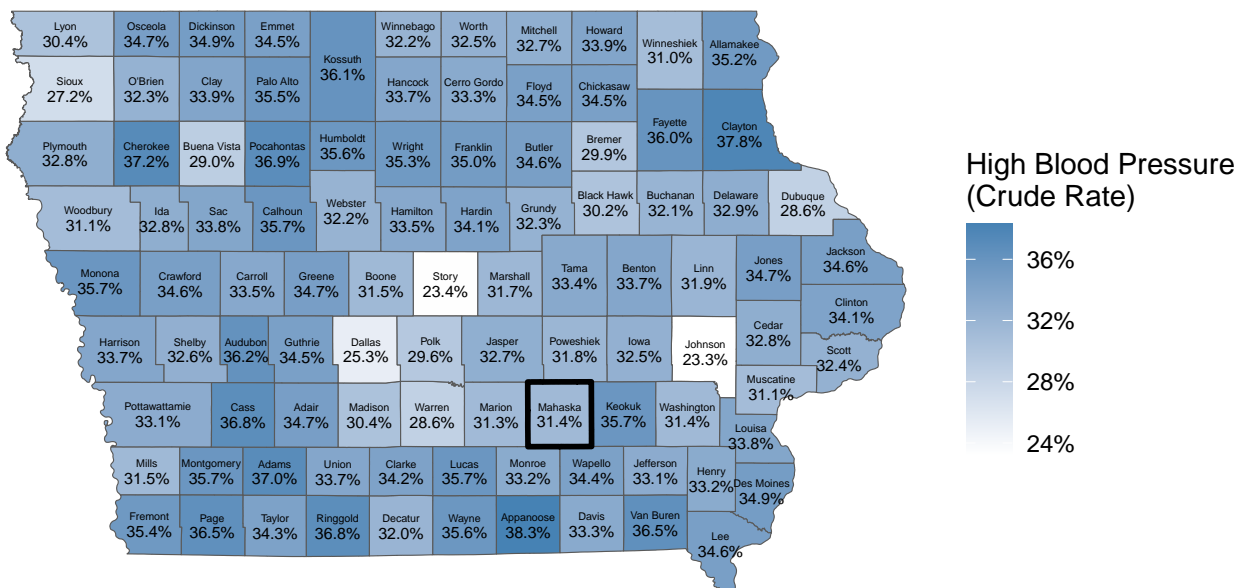 Lyon
30.4%
Osceola
34.7%
Dickinson
34.9%
Emmet
34.5%
Kossuth
36.1%
Winnebago
32.2%
Worth
32.5%
Mitchell
32.7%
Howard
33.9%
Winneshiek
31.0%
Allamakee
35.2%
Sioux
27.2%
O'Brien
32.3%
Clay
33.9%
Palo Alto
35.5%
Hancock
33.7%
Cerro Gordo
33.3%
Floyd
34.5%
Chickasaw
34.5%
Fayette
36.0%
Clayton
37.8%
Plymouth
32.8%
Cherokee
37.2%
Buena Vista
29.0%
Pocahontas
36.9%
Humboldt
35.6%
Wright
35.3%
Franklin
35.0%
Butler
34.6%
Bremer
29.9%
Woodbury
31.1%
Ida
32.8%
Sac
33.8%
Calhoun
35.7%
Webster
32.2%
Hamilton
33.5%
Hardin
34.1%
Grundy
32.3%
Black Hawk
30.2%
Buchanan
32.1%
Delaware
32.9%
Dubuque
28.6%
Monona
35.7%
Crawford
34.6%
Carroll
33.5%
Greene
34.7%
Boone
31.5%
Story
23.4%
Marshall
31.7%
Tama
33.4%
Benton
33.7%
Linn
31.9%
Jones
34.7%
Jackson
34.6%
Clinton
34.1%
Harrison
33.7%
Shelby
32.6%
Audubon
36.2%
Guthrie
34.5%
Dallas
25.3%
Polk
29.6%
Jasper
32.7%
Poweshiek
31.8%
Iowa
32.5%
Johnson
23.3%
Cedar
32.8%
Scott
32.4%
Muscatine
31.1%
Pottawattamie
33.1%
Cass
36.8%
Adair
34.7%
Madison
30.4%
Warren
28.6%
Marion
31.3%
Mahaska
31.4%
Keokuk
35.7%
Washington
31.4%
Louisa
33.8%
Mills
31.5%
Montgomery
35.7%
Adams
37.0%
Union
33.7%
Clarke
34.2%
Lucas
35.7%
Monroe
33.2%
Wapello
34.4%
Jefferson
33.1%
Henry
33.2%
Des Moines
34.9%
Fremont
35.4%
Page
36.5%
Taylor
34.3%
Ringgold
36.8%
Decatur
32.0%
Wayne
35.6%
Appanoose
38.3%
Davis
33.3%
Van Buren
36.5%
Lee
34.6%
High Blood Pressure
(Crude Rate)
36%
32%
28%
24%